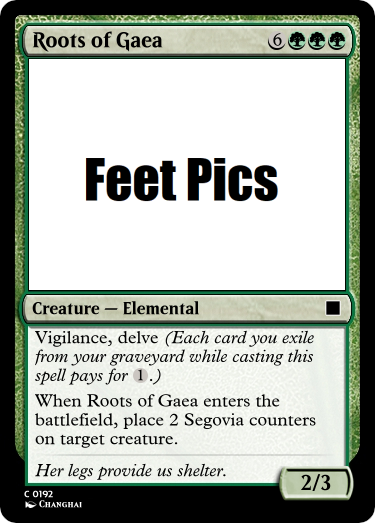 Roots of Gaea 6
Feet Pics
Creature — Elemental
Vigilance, delve (Each card you exile
from your graveyard while casting this
spell pays for 1.)
When Roots of Gaea enters the
battlefield, place 2 Segovia counters
on target creature.
Her legs provide us shelter.
2/3
C 0192
Changhai